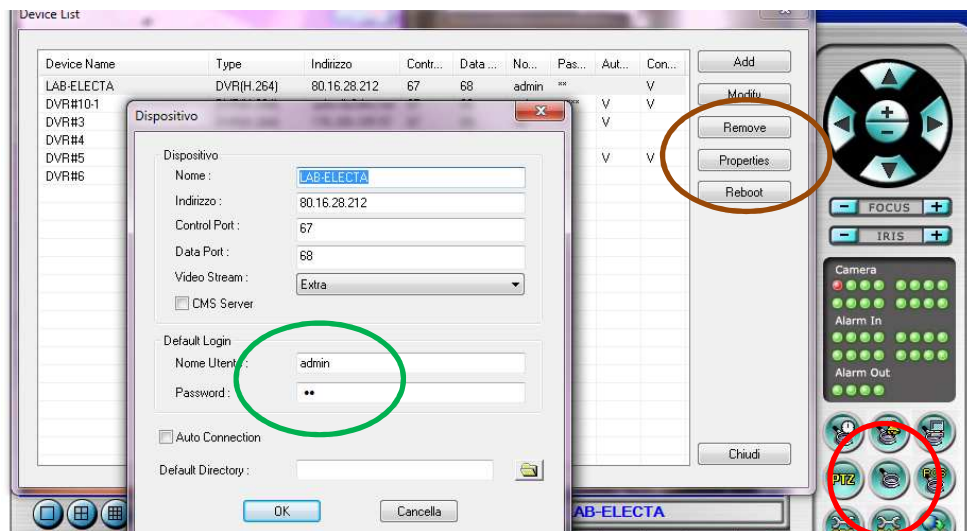 Device List
Device Name Type Indirizzo Contr... Data ... No... Pas... Aut... Con...
LAB-ELECTA DVR(H.264) 80.16.28.212 67 68 admin ** V
DVR#10-1 V V
DVR#3 V
DVR#4
DVR#5 V V
DVR#6
Add
Modify
Remove
Properties
Reboot
Chiudi
Dispositivo
Dispositivo
Nome : LAB-ELECTA
Indirizzo : 80.16.28.212
Control Port : 67
Data Port : 68
Video Stream : Extra
CMS Server
Default Login
Nome Utente : admin
Password : ••
Auto Connection
Default Directory :
OK Cancella
FOCUS
IRIS
Camera
Alarm In
Alarm Out
PTZ
AB-ELECTA